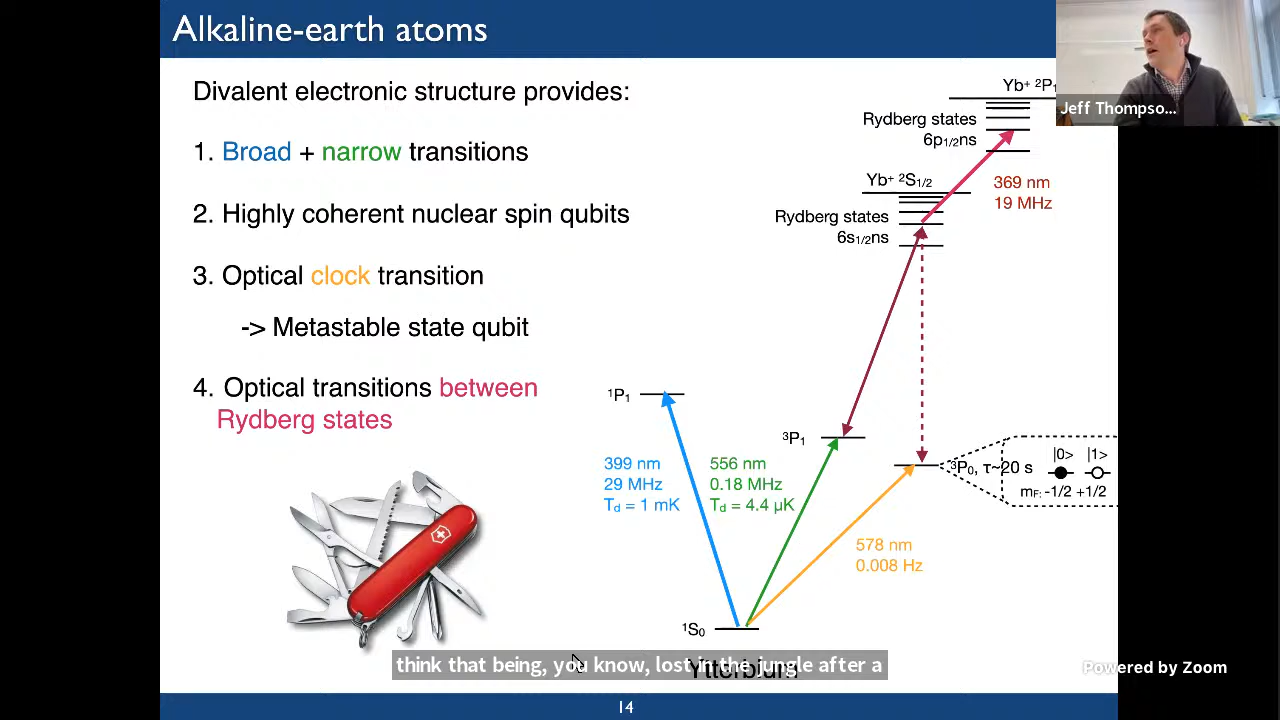 Alkaline-earth atoms
Divalent electronic structure provides:
1. Broad + narrow transitions
2. Highly coherent nuclear spin qubits
3. Optical clock transition
-> Metastable state qubit
4. Optical transitions between
Rydberg states
Yb⁺ ²P₁
Rydberg states
6p₁/₂ns
369 nm
19 MHz
Yb⁺ ²S₁/₂
Rydberg states
6s₁/₂ns
¹P₁
³P₁
³P₀, τ~20 s
|0> |1>
mF: -1/2 +1/2
399 nm
29 MHz
Td = 1 mK
556 nm
0.18 MHz
Td = 4.4 µK
578 nm
0.008 Hz
¹S₀
Ytterbium
think that being, you know, lost in the jungle after a
14
Jeff Thompso...
Powered by Zoom